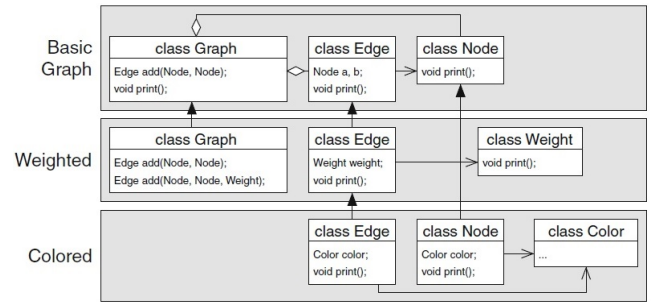 Basic
Graph
class Graph
Edge add(Node, Node);
void print();
class Edge
Node a, b;
void print();
class Node
void print();
Weighted
class Graph
Edge add(Node, Node);
Edge add(Node, Node, Weight);
class Edge
Weight weight;
void print();
class Weight
void print();
Colored
class Edge
Color color;
void print();
class Node
Color color;
void print();
class Color
...